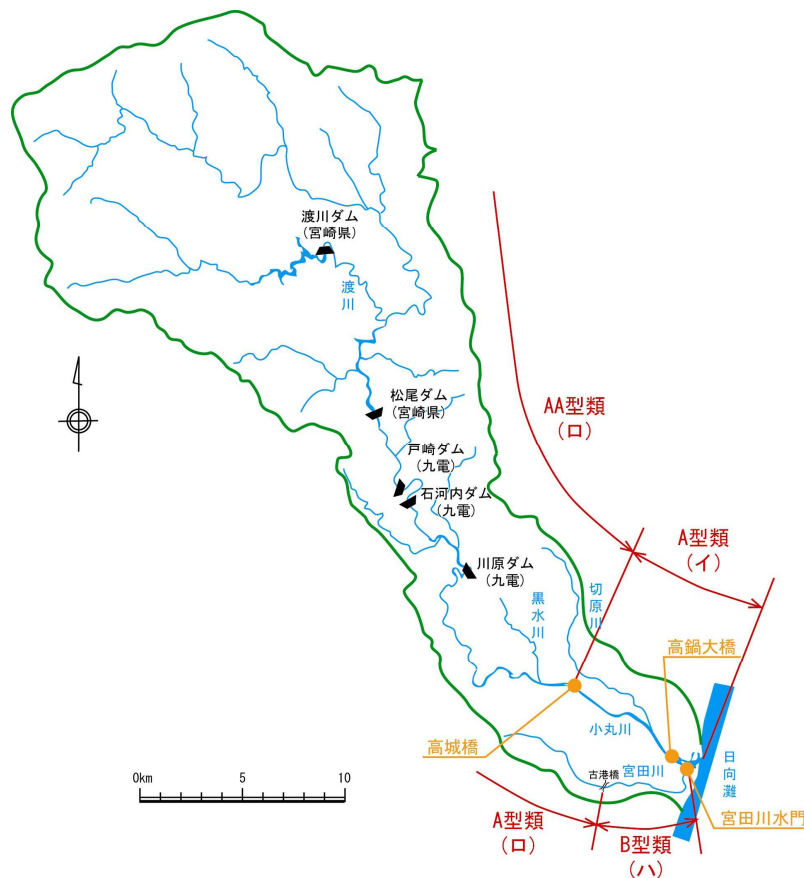 渡川ダム
(宮崎県)
渡川
松尾ダム
(宮崎県)
戸崎ダム
(九電)
石河内ダム
(九電)
川原ダム
(九電)
AA型類
(ロ)
A型類
(イ)
切原川
黒水川
高鍋大橋
小丸川
高城橋
日向灘
古港橋
宮田川
宮田川水門
0km
5
10
A型類
(ロ)
B型類
(ハ)